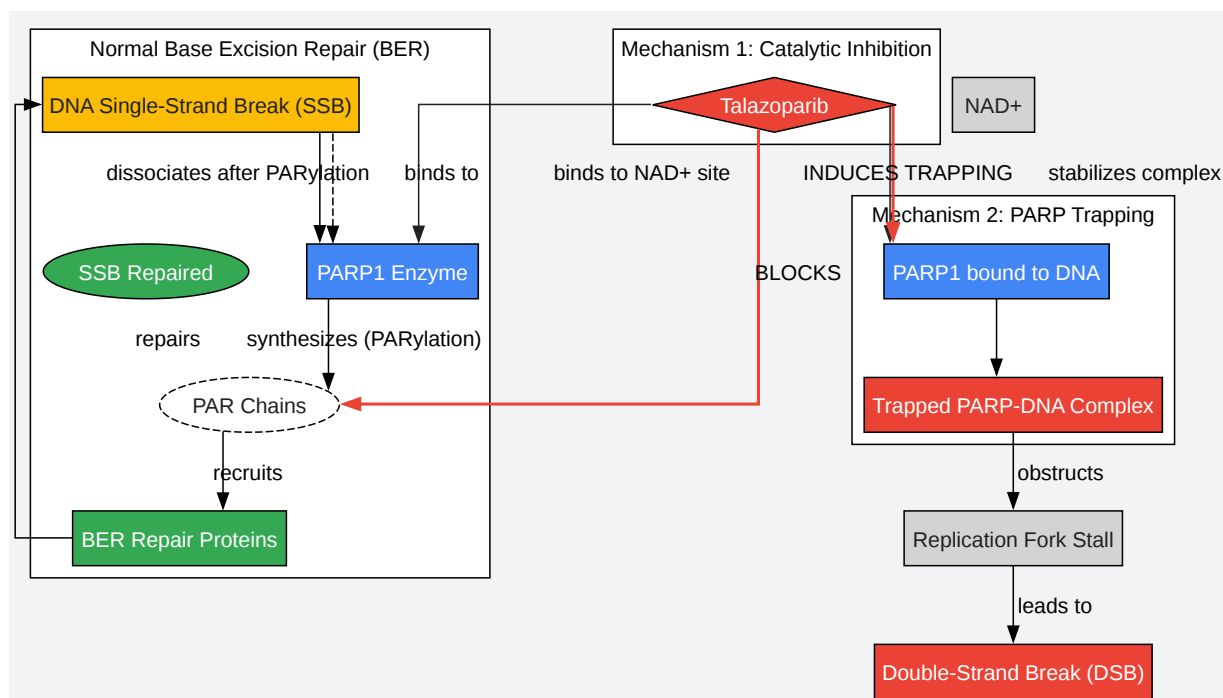 Normal Base Excision Repair (BER)
Mechanism 1: Catalytic Inhibition
DNA Single-Strand Break (SSB)
Talazoparib
NAD+
dissociates after PARylation
binds to
binds to NAD+ site
INDUCES TRAPPING
stabilizes complex
Mechanism 2: PARP Trapping
SSB Repaired
PARP1 Enzyme
BLOCKS
PARP1 bound to DNA
repairs
synthesizes (PARylation)
PAR Chains
Trapped PARP-DNA Complex
recruits
obstructs
BER Repair Proteins
Replication Fork Stall
leads to
Double-Strand Break (DSB)